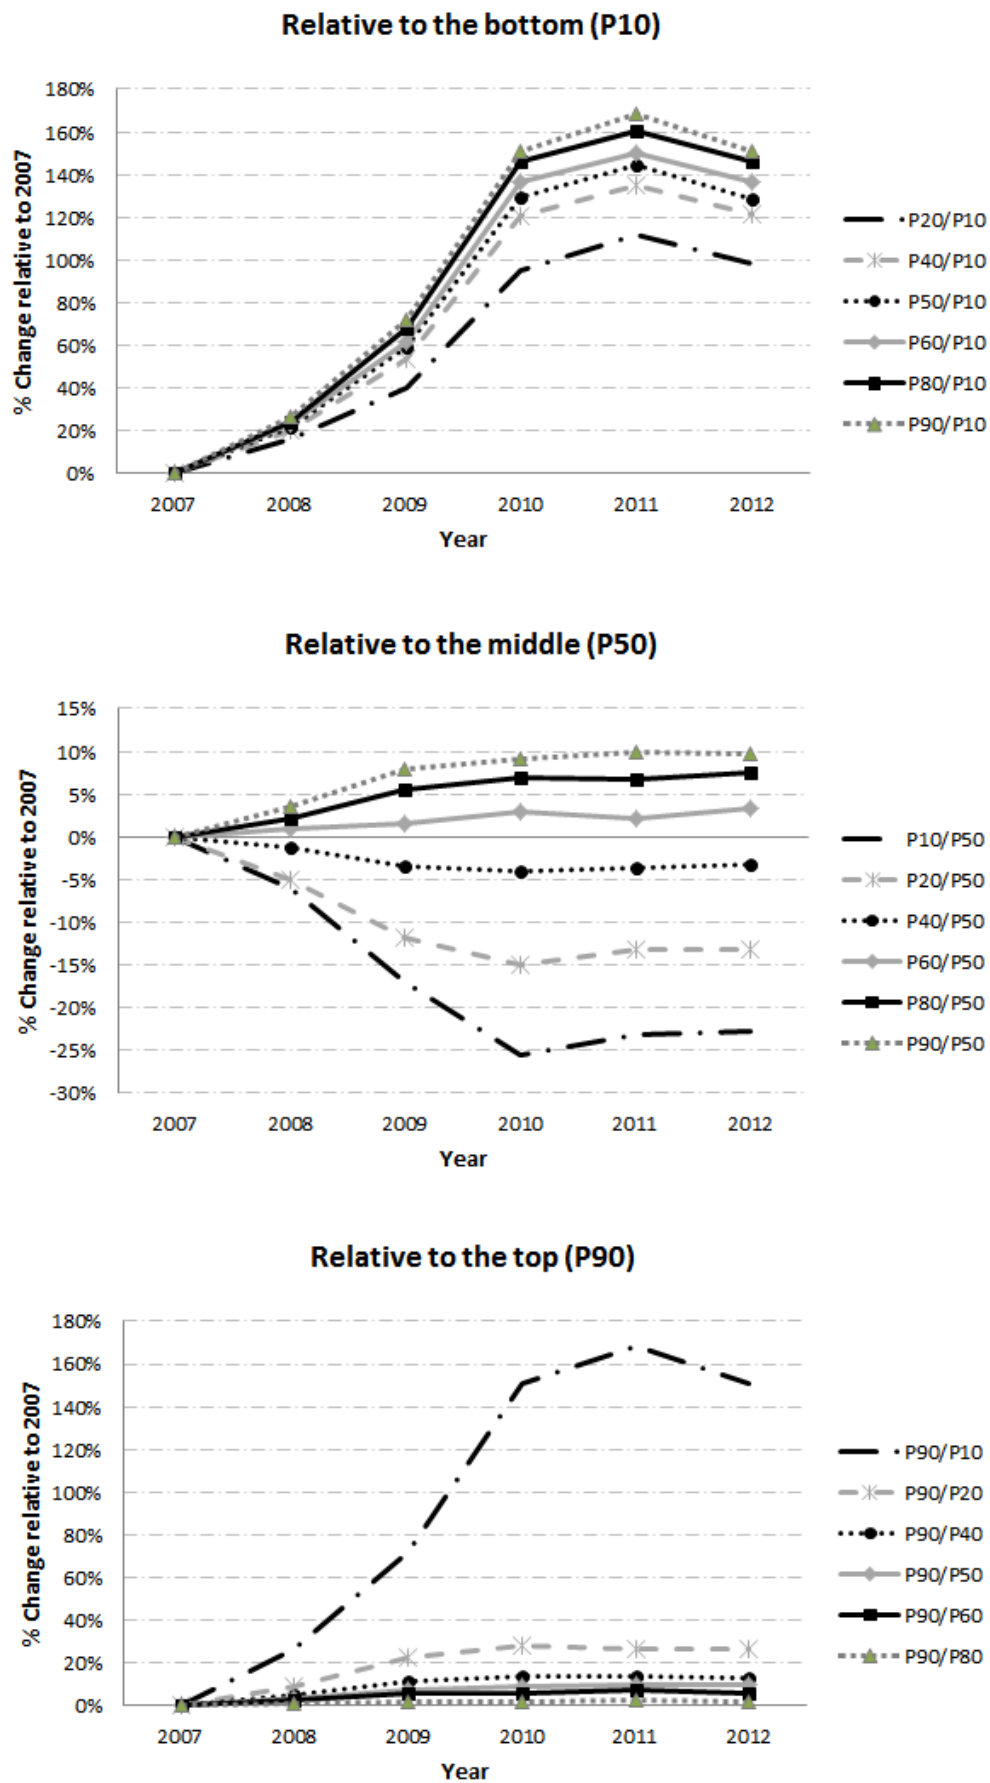 Relative to the bottom (P10)
180%
160%
140%
120%
100%
80%
60%
40%
20%
0%
% Change relative to 2007
2007 2008 2009 2010 2011 2012
Year
P20/P10
P40/P10
P50/P10
P60/P10
P80/P10
P90/P10
Relative to the middle (P50)
15%
10%
5%
0%
-5%
-10%
-15%
-20%
-25%
-30%
% Change relative to 2007
2007 2008 2009 2010 2011 2012
Year
P10/P50
P20/P50
P40/P50
P60/P50
P80/P50
P90/P50
Relative to the top (P90)
180%
160%
140%
120%
100%
80%
60%
40%
20%
0%
% Change relative to 2007
2007 2008 2009 2010 2011 2012
Year
P90/P10
P90/P20
P90/P40
P90/P50
P90/P60
P90/P80